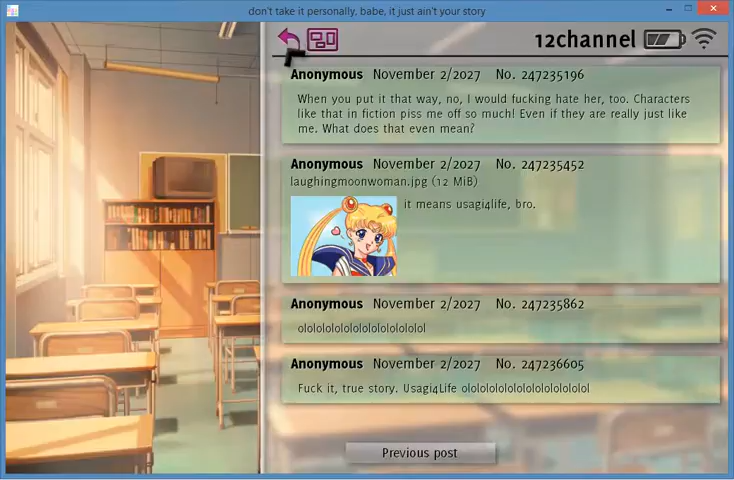 don't take it personally, babe, it just ain't your story
12channel
Anonymous November 2/2027 No. 247235196
When you put it that way, no, I would fucking hate her, too. Characters
like that in fiction piss me off so much! Even if they are really just like
me. What does that even mean?
Anonymous November 2/2027 No. 247235452
laughingmoonwoman.jpg (12 MiB)
it means usagi4life, bro.
Anonymous November 2/2027 No. 247235862
olololololololololololololol
Anonymous November 2/2027 No. 247236605
Fuck it, true story. Usagi4Life olololololololololololololol
Previous post